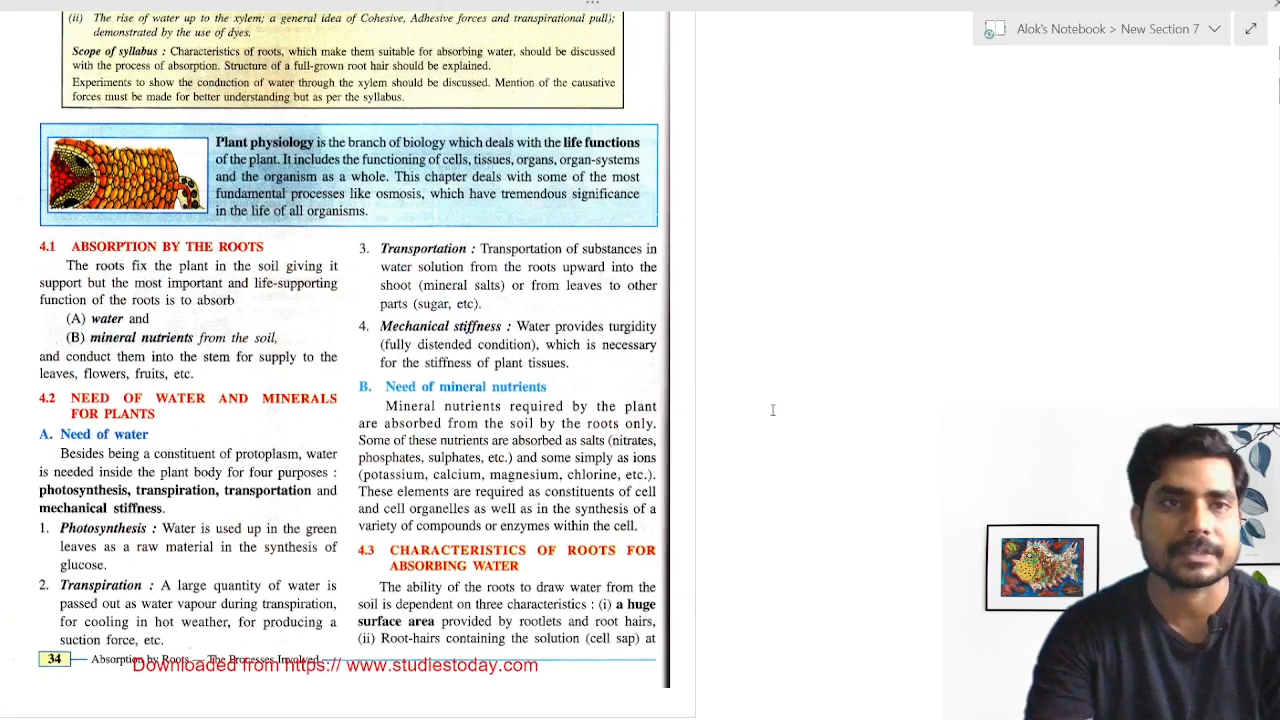 (ii) The rise of water up to the xylem; a general idea of Cohesive, Adhesive forces and transpirational pull);
demonstrated by the use of dyes.
Scope of syllabus : Characteristics of roots, which make them suitable for absorbing water, should be discussed
with the process of absorption. Structure of a full-grown root hair should be explained.
Experiments to show the conduction of water through the xylem should be discussed. Mention of the causative
forces must be made for better understanding but as per the syllabus.
Alok's Notebook > New Section 7
Plant physiology is the branch of biology which deals with the life functions
of the plant. It includes the functioning of cells, tissues, organs, organ-systems
and the organism as a whole. This chapter deals with some of the most
fundamental processes like osmosis, which have tremendous significance
in the life of all organisms.
4.1 ABSORPTION BY THE ROOTS
The roots fix the plant in the soil giving it
support but the most important and life-supporting
function of the roots is to absorb
(A) water and
(B) mineral nutrients from the soil,
and conduct them into the stem for supply to the
leaves, flowers, fruits, etc.
4.2 NEED OF WATER AND MINERALS
FOR PLANTS
A. Need of water
Besides being a constituent of protoplasm, water
is needed inside the plant body for four purposes :
photosynthesis, transpiration, transportation and
mechanical stiffness.
1. Photosynthesis : Water is used up in the green
leaves as a raw material in the synthesis of
glucose.
2. Transpiration : A large quantity of water is
passed out as water vapour during transpiration,
for cooling in hot weather, for producing a
suction force, etc.
3. Transportation : Transportation of substances in
water solution from the roots upward into the
shoot (mineral salts) or from leaves to other
parts (sugar, etc).
4. Mechanical stiffness : Water provides turgidity
(fully distended condition), which is necessary
for the stiffness of plant tissues.
B. Need of mineral nutrients
Mineral nutrients required by the plant
are absorbed from the soil by the roots only.
Some of these nutrients are absorbed as salts (nitrates,
phosphates, sulphates, etc.) and some simply as ions
(potassium, calcium, magnesium, chlorine, etc.).
These elements are required as constituents of cell
and cell organelles as well as in the synthesis of a
variety of compounds or enzymes within the cell.
4.3 CHARACTERISTICS OF ROOTS FOR
ABSORBING WATER
The ability of the roots to draw water from the
soil is dependent on three characteristics : (i) a huge
surface area provided by rootlets and root hairs,
(ii) Root-hairs containing the solution (cell sap) at
34 Absorption by Roots — The Processes Involved
Downloaded from https:// www.studiestoday.com